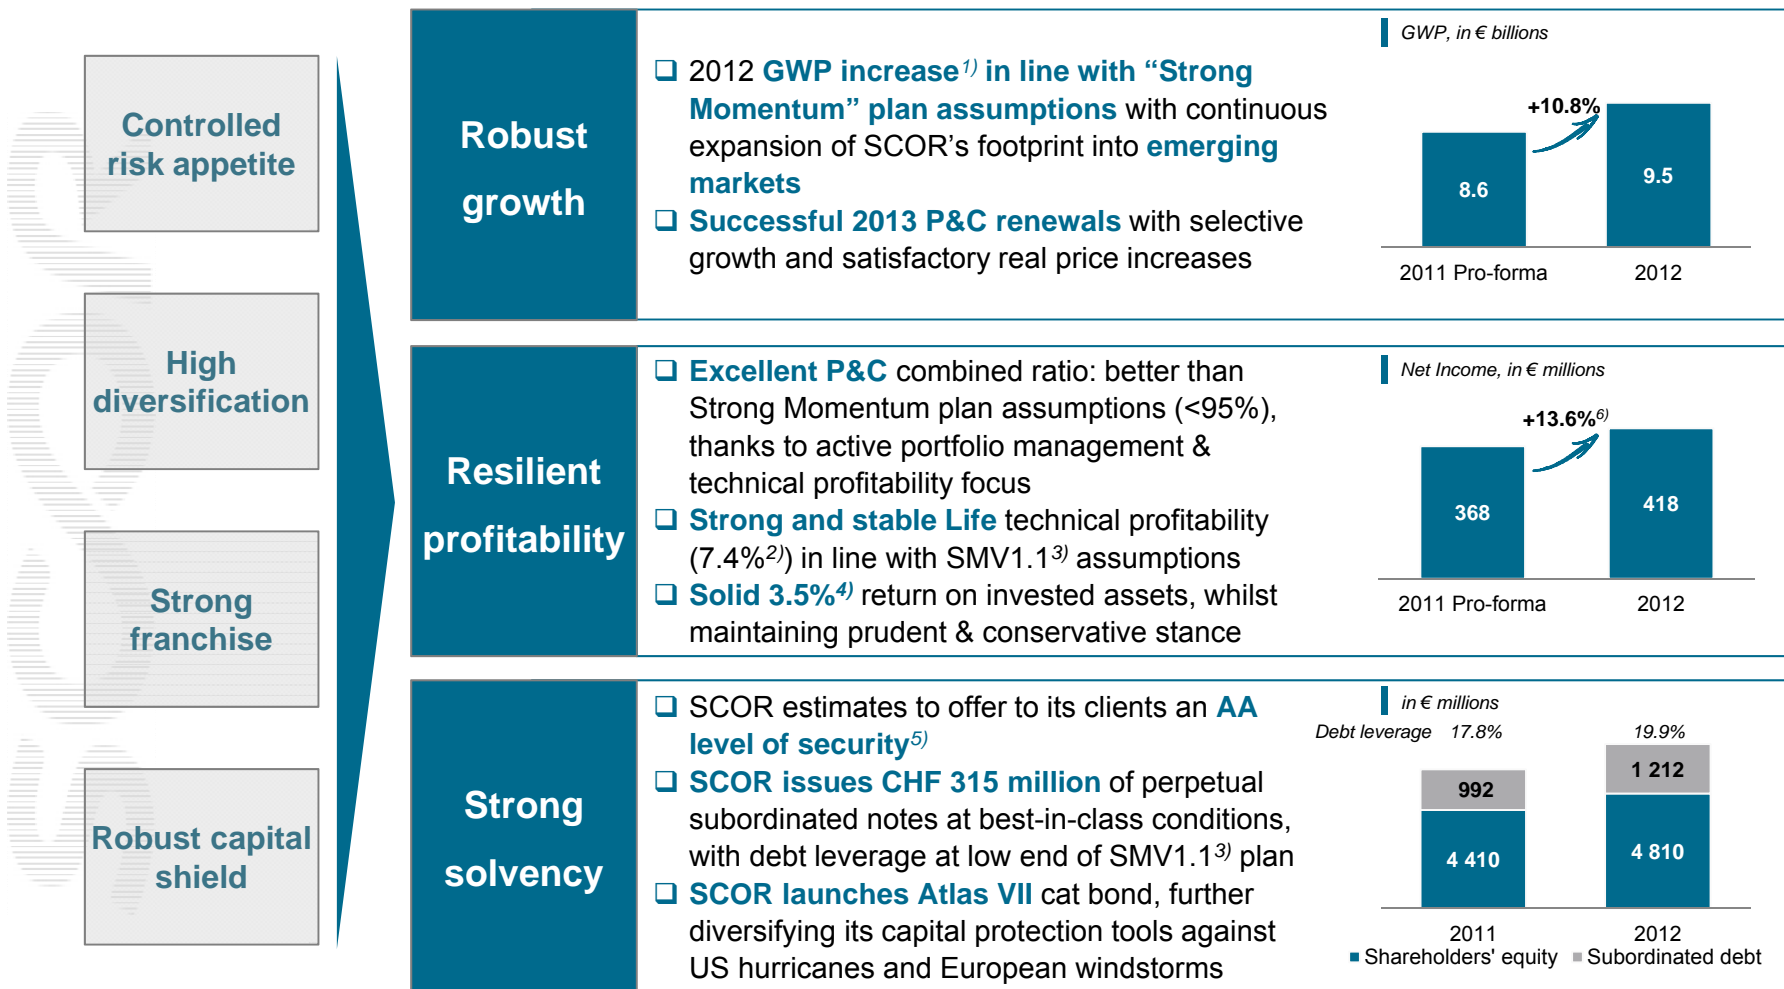 Controlled
risk appetite
High
diversification
Strong
franchise
Robust capital
shield
Robust
growth
❑ 2012 GWP increase1) in line with “Strong
Momentum” plan assumptions with continuous
expansion of SCOR’s footprint into emerging
markets
❑ Successful 2013 P&C renewals with selective
growth and satisfactory real price increases
GWP, in € billions
+10.8%
8.6
9.5
2011 Pro-forma
2012
Resilient
profitability
❑ Excellent P&C combined ratio: better than
Strong Momentum plan assumptions (<95%),
thanks to active portfolio management &
technical profitability focus
❑ Strong and stable Life technical profitability
(7.4%2)) in line with SMV1.13) assumptions
❑ Solid 3.5%4) return on invested assets, whilst
maintaining prudent & conservative stance
Net Income, in € millions
+13.6%6)
368
418
2011 Pro-forma
2012
Strong
solvency
❑ SCOR estimates to offer to its clients an AA
level of security5)
❑ SCOR issues CHF 315 million of perpetual
subordinated notes at best-in-class conditions,
with debt leverage at low end of SMV1.13) plan
❑ SCOR launches Atlas VII cat bond, further
diversifying its capital protection tools against
US hurricanes and European windstorms
in € millions
Debt leverage 17.8% 19.9%
992
1 212
4 410
4 810
2011
2012
Shareholders' equity
Subordinated debt